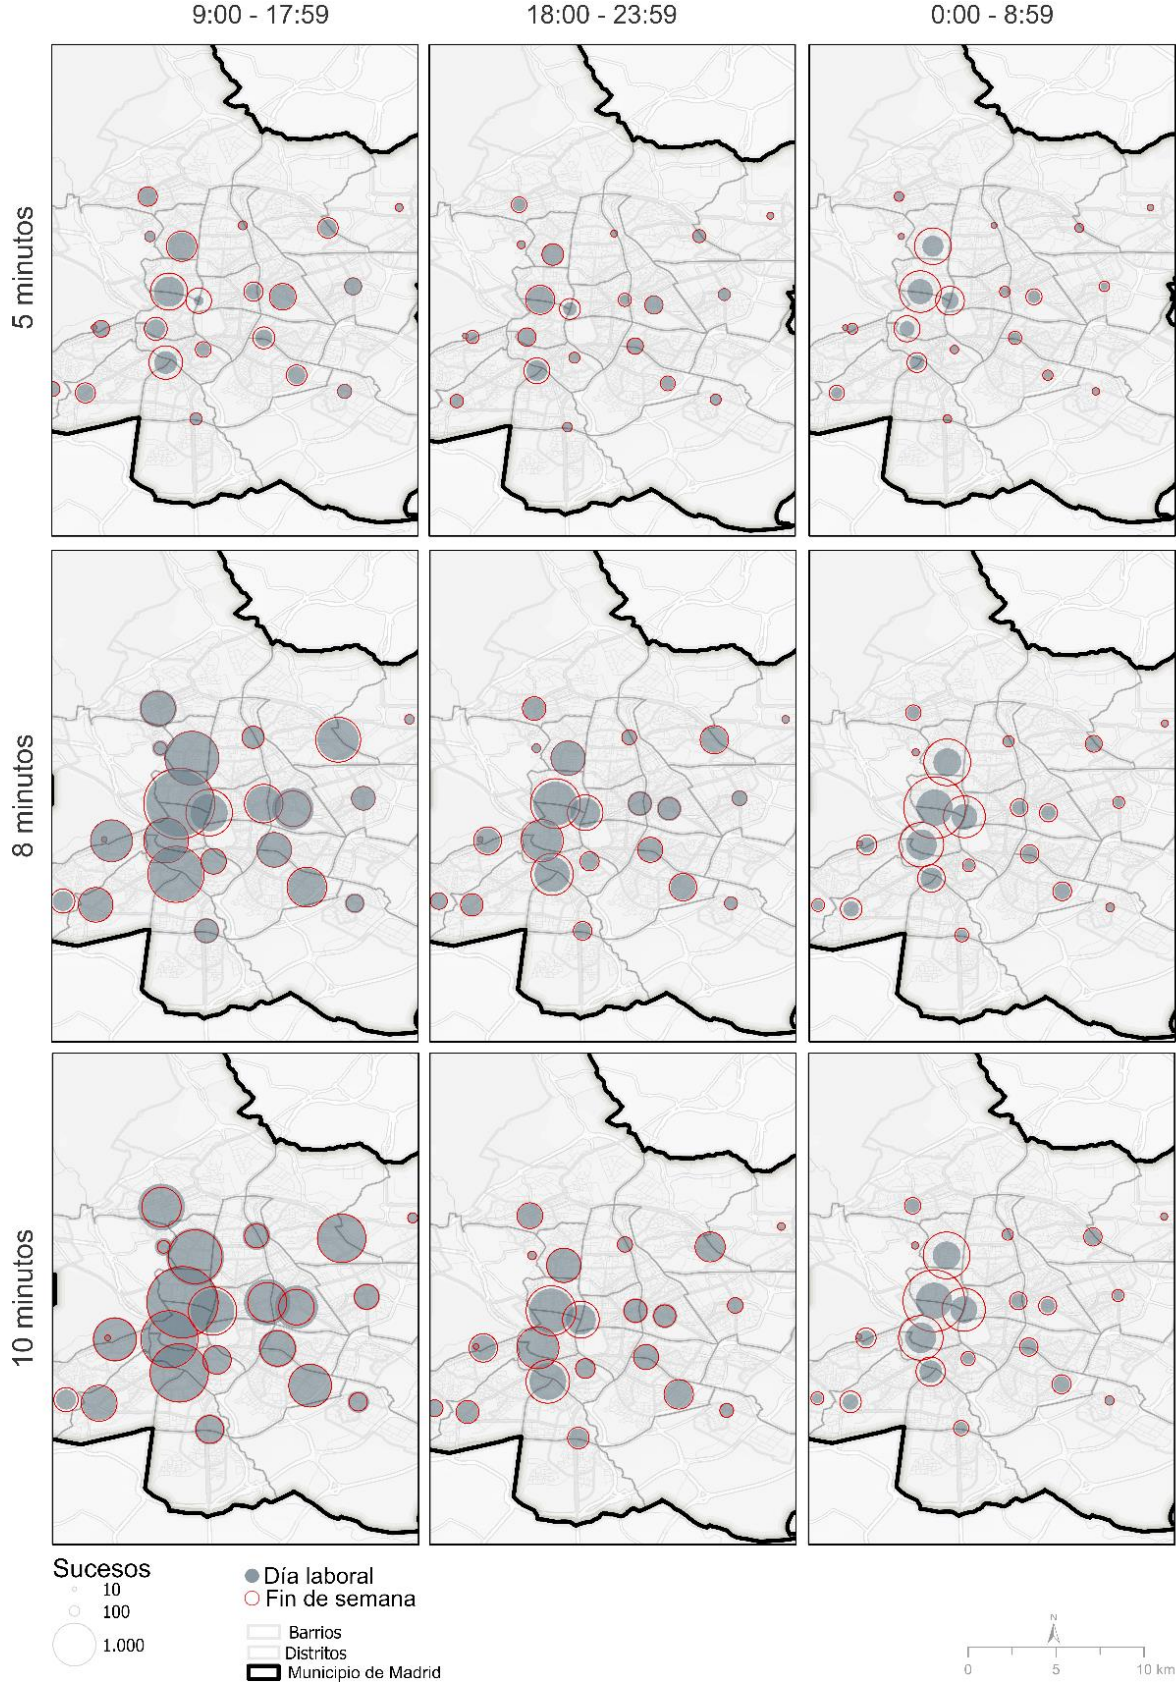 9:00 - 17:59
18:00 - 23:59
0:00 - 8:59
5 minutos
8 minutos
10 minutos
Sucesos
10
100
1.000
Día laboral
Fin de semana
Barrios
Distritos
Municipio de Madrid
N
0 5 10 km